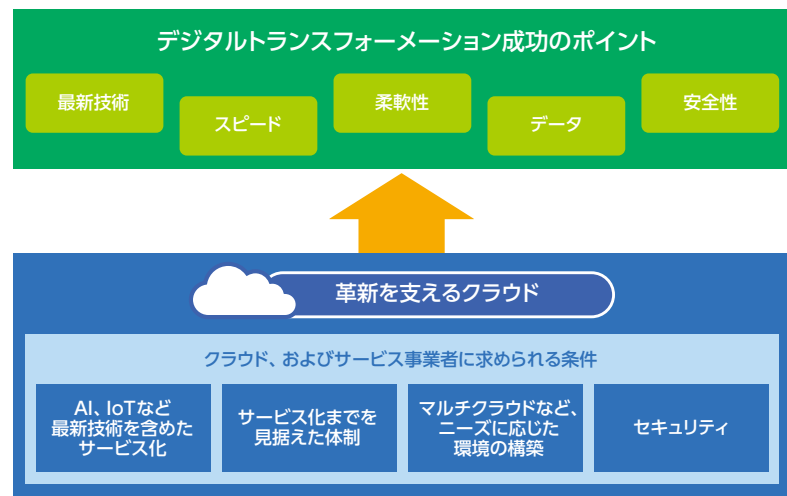 デジタルトランスフォーメーション成功のポイント
最新技術
スピード
柔軟性
データ
安全性
革新を支えるクラウド
クラウド、およびサービス事業者に求められる条件
AI、IoTなど
最新技術を含めた
サービス化
サービス化までを
見据えた体制
マルチクラウドなど、
ニーズに応じた
環境の構築
セキュリティ